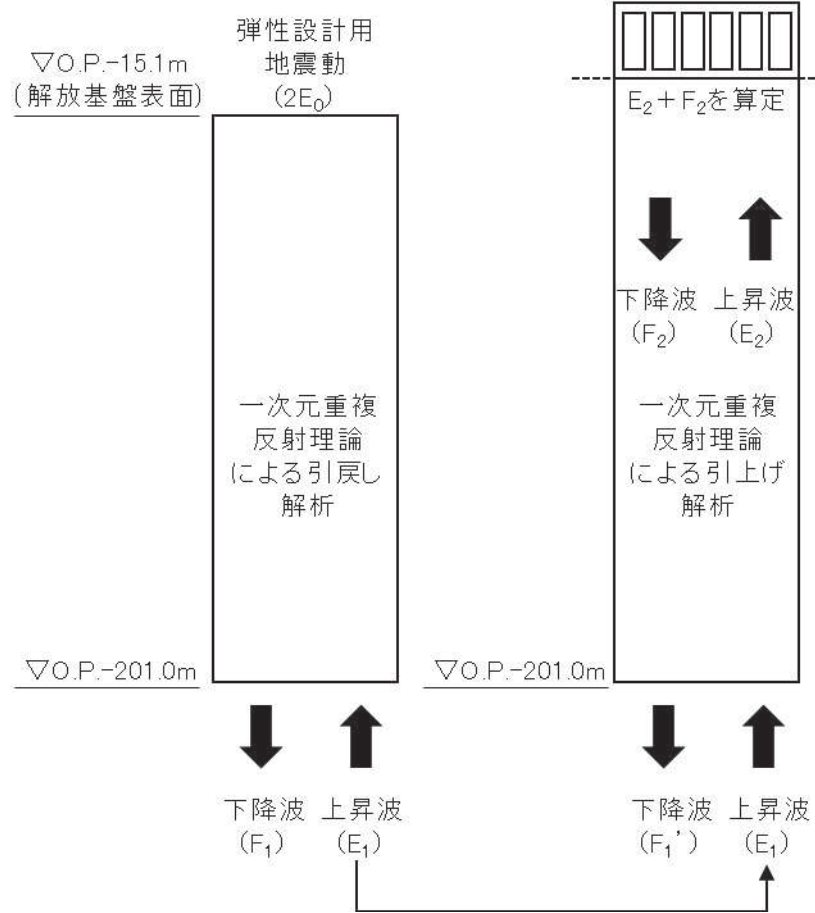 弾性設計用
地震動
(2E₀)
▽O.P.-15.1m
(解放基盤表面)
一次元重複
反射理論
による引戻し
解析
▽O.P.-201.0m
下降波
(F₁)
上昇波
(E₁)
E₂+F₂を算定
下降波
(F₂)
上昇波
(E₂)
一次元重複
反射理論
による引上げ
解析
▽O.P.-201.0m
下降波
(F₁’)
上昇波
(E₁)